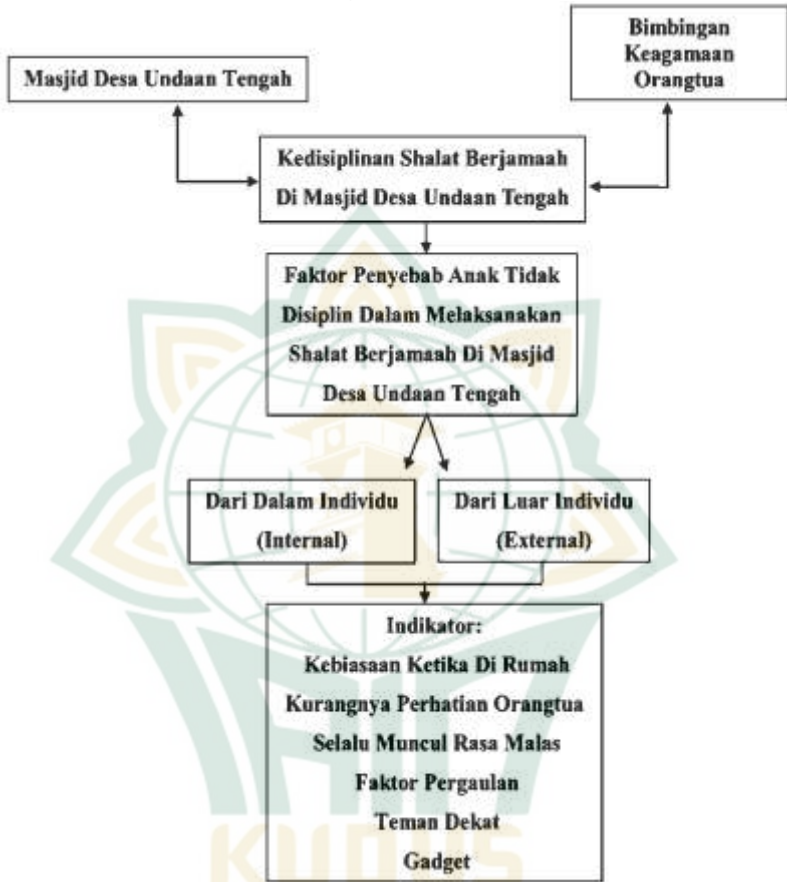 Bimbingan
Keagamaan
Orangtua
Masjid Desa Undaan Tengah
Kedisiplinan Shalat Berjamaah
Di Masjid Desa Undaan Tengah
Faktor Penyebab Anak Tidak
Disiplin Dalam Melaksanakan
Shalat Berjamaah Di Masjid
Desa Undaan Tengah
Dari Dalam Individu
(Internal)
Dari Luar Individu
(External)
Indikator:
Kebiasaan Ketika Di Rumah
Kurangnya Perhatian Orangtua
Selalu Muncul Rasa Malas
Faktor Pergaulan
Teman Dekat
Gadget
KUDUS